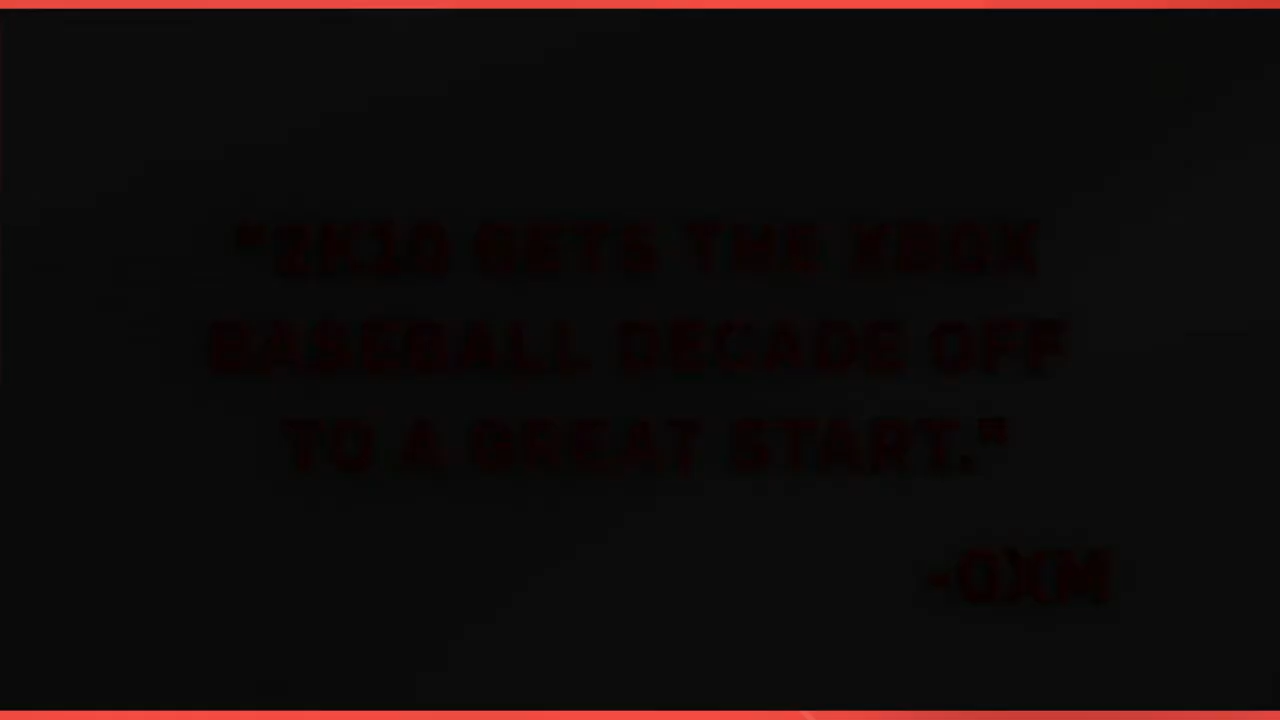 "2K10 GETS THE XBOX
BASEBALL DECADE OFF
TO A GREAT START."
-OXM